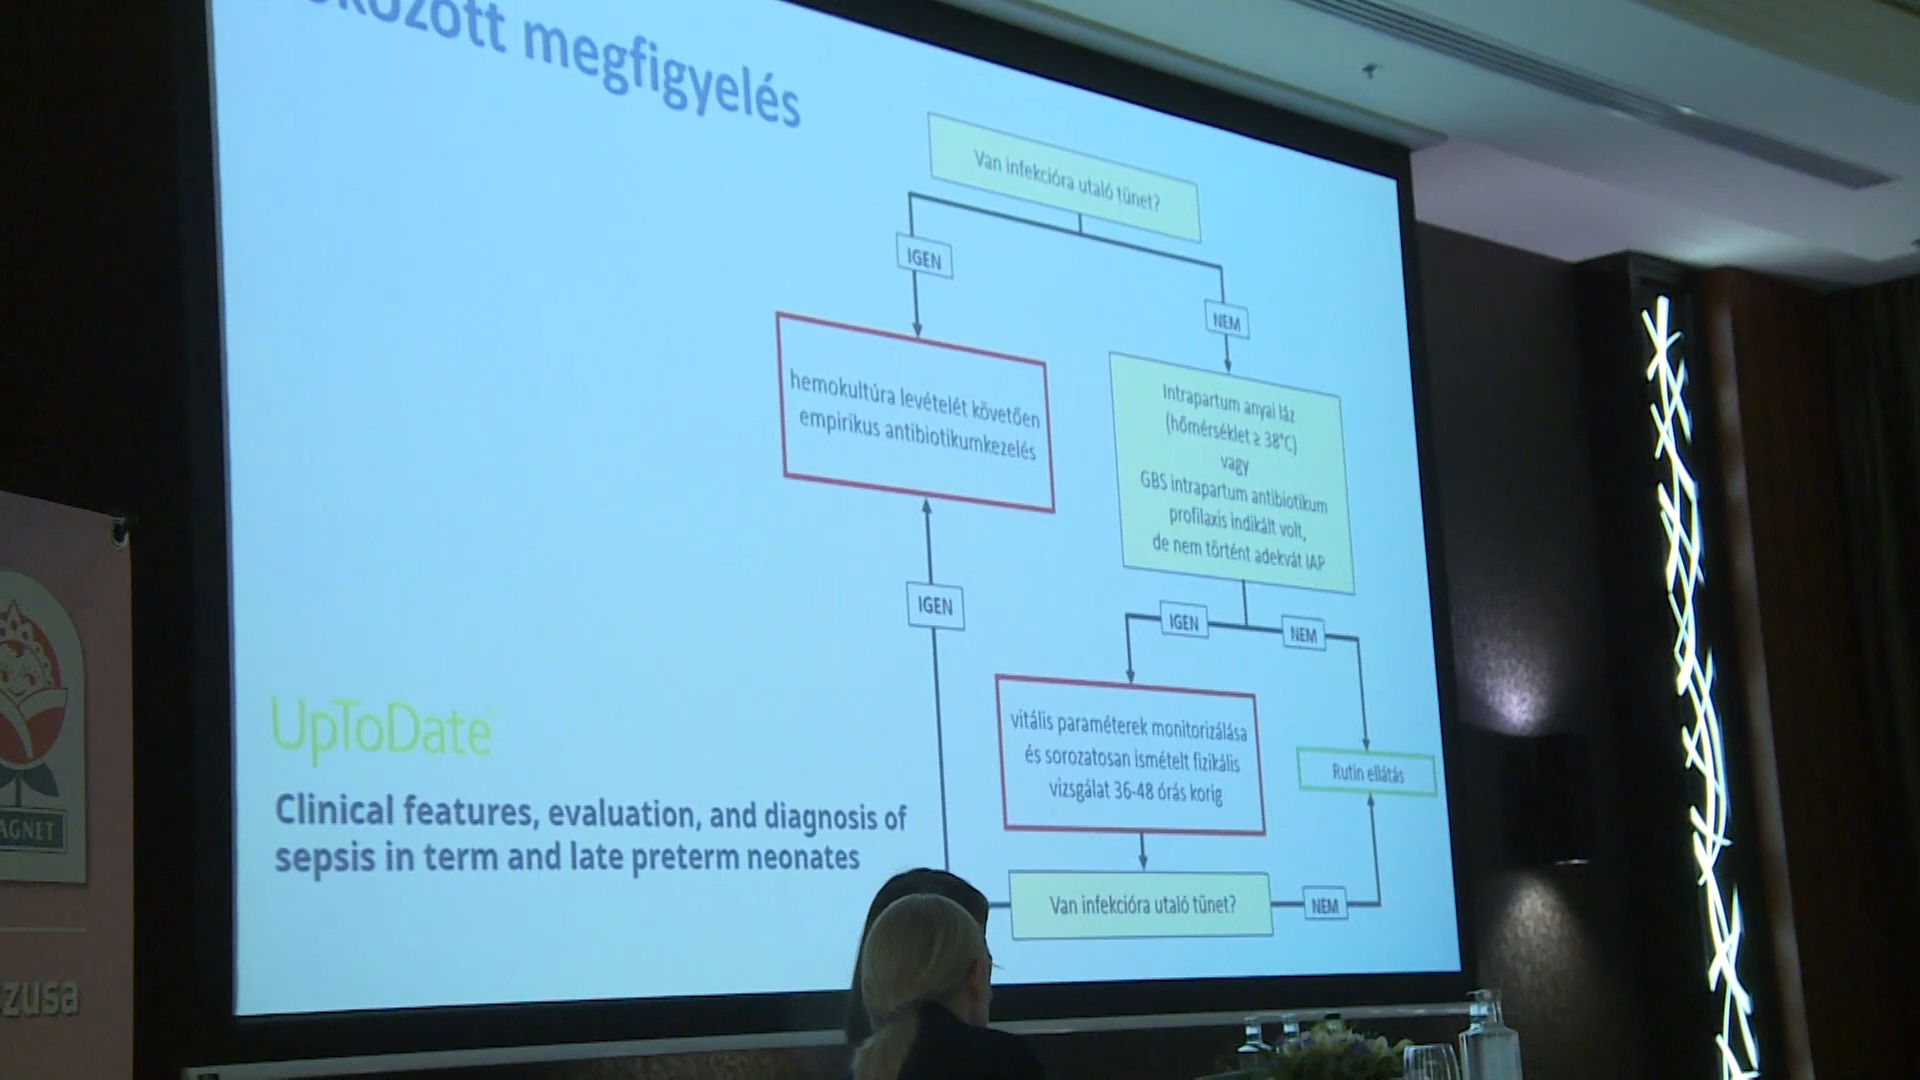 megfigyelés
Van infekcióra utaló tünet?
IGEN
NEM
hemokultúra levételét követően
empirikus antibiotikumkezelés
Intrapartum anyai láz
(hőmérséklet ≥ 38°C)
vagy
GBS intrapartum antibiotikum
profilaxis indikált volt,
de nem történt adekvát IAP
IGEN
IGEN
NEM
vitális paraméterek monitorizálása
és sorozatosan ismételt fizikális
vizsgálat 36-48 órás korig
Rutin ellátás
Van infekcióra utaló tünet?
NEM
UpToDate
Clinical features, evaluation, and diagnosis of
sepsis in term and late preterm neonates